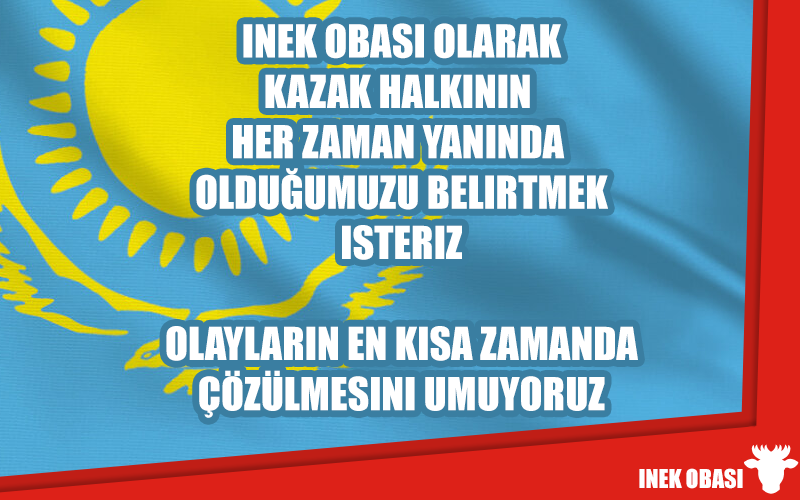 INEK OBASI OLARAK
KAZAK HALKININ
HER ZAMAN YANINDA
OLDUĞUMUZU BELIRTMEK
ISTERIZ
OLAYLARIN EN KISA ZAMANDA
ÇÖZÜLMESINI UMUYORUZ
INEK OBASI